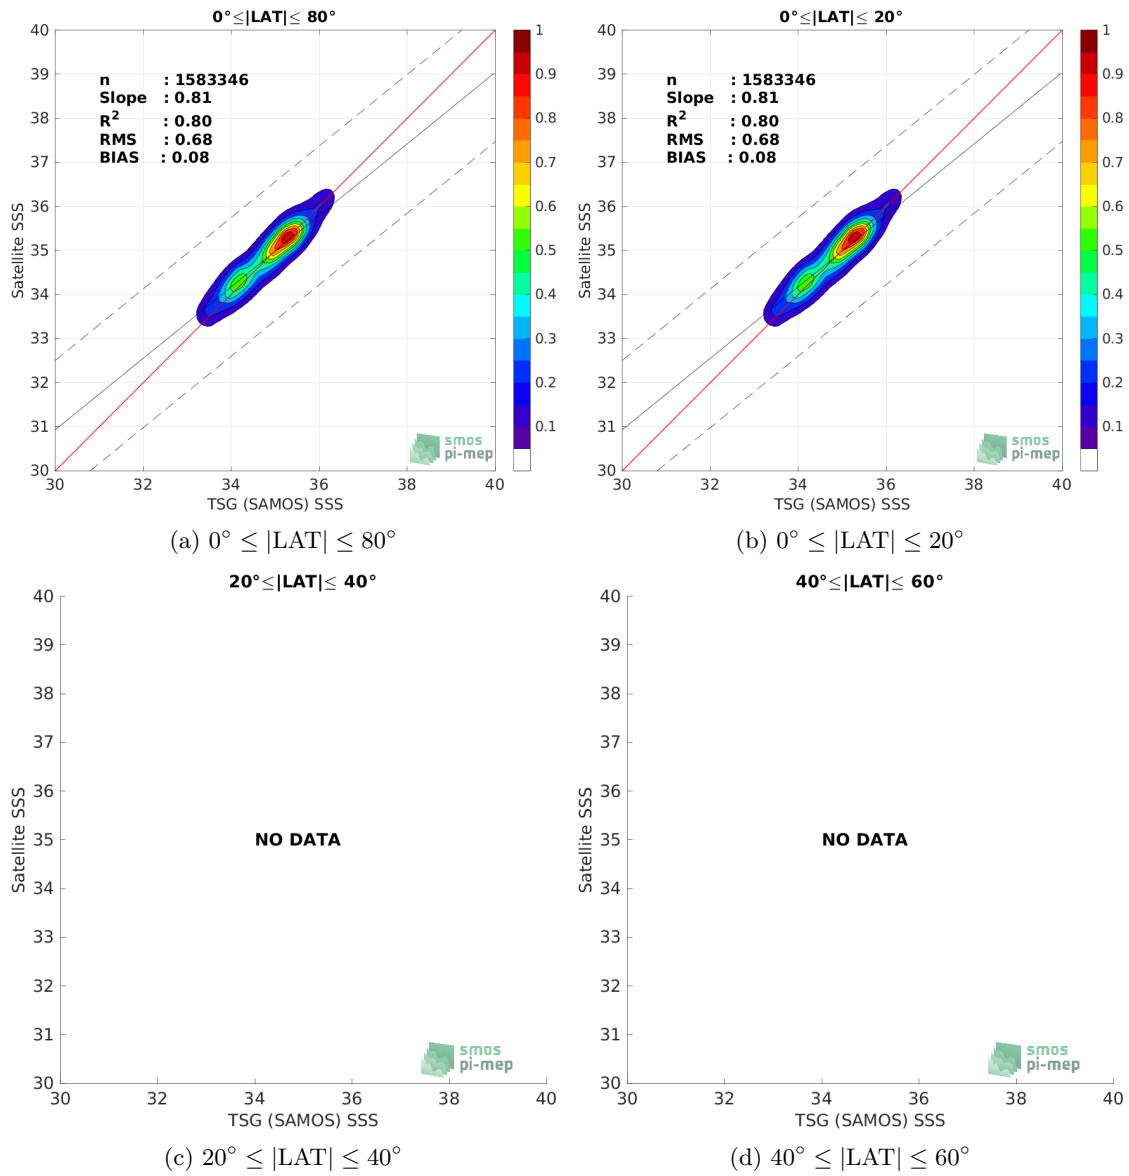 0°≤|LAT|≤ 80°
40
39
38
37
36
35
34
33
32
31
30
Satellite SSS
n : 1583346
Slope : 0.81
R² : 0.80
RMS : 0.68
BIAS : 0.08
smos
pi-mep
30 32 34 36 38 40
TSG (SAMOS) SSS
1
0.9
0.8
0.7
0.6
0.5
0.4
0.3
0.2
0.1
(a) 0° ≤ |LAT| ≤ 80°
0°≤|LAT|≤ 20°
40
39
38
37
36
35
34
33
32
31
30
Satellite SSS
n : 1583346
Slope : 0.81
R² : 0.80
RMS : 0.68
BIAS : 0.08
smos
pi-mep
30 32 34 36 38 40
TSG (SAMOS) SSS
1
0.9
0.8
0.7
0.6
0.5
0.4
0.3
0.2
0.1
(b) 0° ≤ |LAT| ≤ 20°
20°≤|LAT|≤ 40°
40
39
38
37
36
35
34
33
32
31
30
Satellite SSS
NO DATA
smos
pi-mep
30 32 34 36 38 40
TSG (SAMOS) SSS
(c) 20° ≤ |LAT| ≤ 40°
40°≤|LAT|≤ 60°
40
39
38
37
36
35
34
33
32
31
30
Satellite SSS
NO DATA
smos
pi-mep
30 32 34 36 38 40
TSG (SAMOS) SSS
(d) 40° ≤ |LAT| ≤ 60°